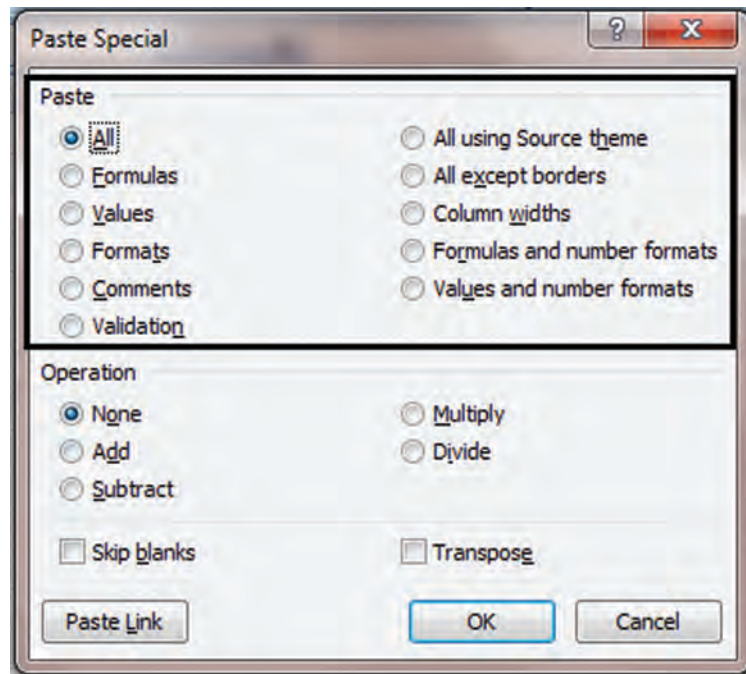 Paste Special
Paste
All
All using Source theme
Formulas
All except borders
Values
Column widths
Formats
Formulas and number formats
Comments
Values and number formats
Validation
Operation
None
Multiply
Add
Divide
Subtract
Skip blanks
Transpose
Paste Link
OK
Cancel